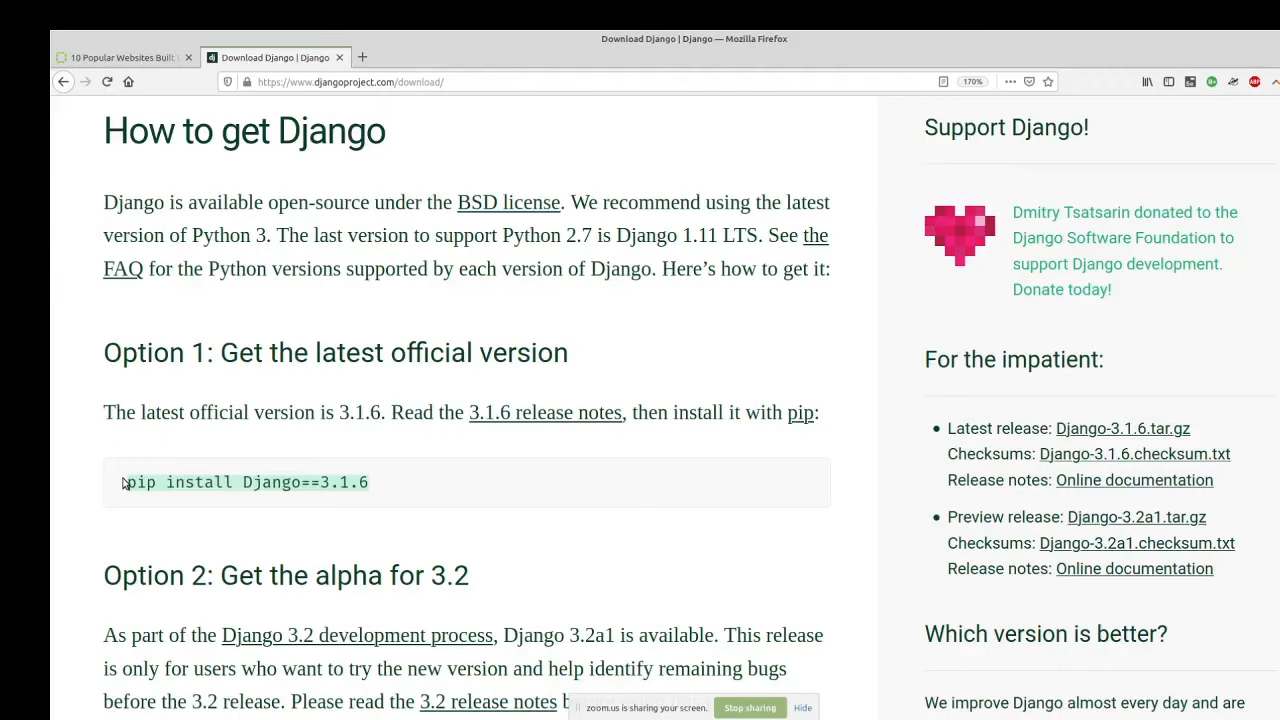 Download Django | Django — Mozilla Firefox
10 Popular Websites Built
Download Django | Django
https://www.djangoproject.com/download/
170%
How to get Django
Django is available open-source under the BSD license. We recommend using the latest
version of Python 3. The last version to support Python 2.7 is Django 1.11 LTS. See the
FAQ for the Python versions supported by each version of Django. Here’s how to get it:
Option 1: Get the latest official version
The latest official version is 3.1.6. Read the 3.1.6 release notes, then install it with pip:
pip install Django==3.1.6
Option 2: Get the alpha for 3.2
As part of the Django 3.2 development process, Django 3.2a1 is available. This release
is only for users who want to try the new version and help identify remaining bugs
before the 3.2 release. Please read the 3.2 release notes
Support Django!
Dmitry Tsatsarin donated to the
Django Software Foundation to
support Django development.
Donate today!
For the impatient:
Latest release: Django-3.1.6.tar.gz
Checksums: Django-3.1.6.checksum.txt
Release notes: Online documentation
Preview release: Django-3.2a1.tar.gz
Checksums: Django-3.2a1.checksum.txt
Release notes: Online documentation
Which version is better?
We improve Django almost every day and are
zoom.us is sharing your screen.
Stop sharing
Hide